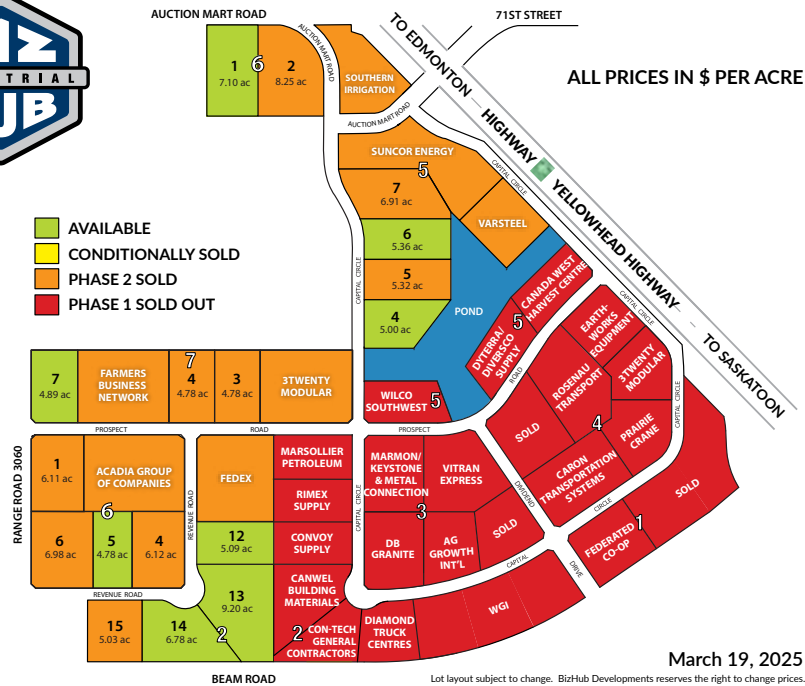 AUCTION MART ROAD
71ST STREET
TO EDMONTON
HIGHWAY
YELLOWHEAD HIGHWAY
TO SASKATOON
ALL PRICES IN $ PER ACRE
UB
AVAILABLE
CONDITIONALLY SOLD
PHASE 2 SOLD
PHASE 1 SOLD OUT
1
7.10 ac
6
2
8.25 ac
AUCTION MART ROAD
SOUTHERN
IRRIGATION
AUCTION MART ROAD
SUNCOR ENERGY
5
CAPITAL CIRCLE
7
6.91 ac
VARSTEEL
6
5.36 ac
5
5.32 ac
4
5.00 ac
CAPITAL CIRCLE
POND
CANADA WEST
HARVEST CENTRE
5
DYTERRA/
DIVERSCO
SUPPLY
ROAD
WILCO
SOUTHWEST
5
CAPITAL CIRCLE
EARTH-
WORKS
EQUIPMENT
3TWENTY
MODULAR
ROSENAU
TRANSPORT
CAPITAL CIRCLE
4
SOLD
PRAIRIE
CRANE
CARON
TRANSPORTATION
SYSTEMS
7
4.89 ac
FARMERS
BUSINESS
NETWORK
7
4
4.78 ac
3
4.78 ac
3TWENTY
MODULAR
PROSPECT
ROAD
PROSPECT
RANGE ROAD 3060
1
6.11 ac
ACADIA GROUP
OF COMPANIES
6
6
6.98 ac
5
4.78 ac
4
6.12 ac
REVENUE ROAD
REVENUE ROAD
FEDEX
12
5.09 ac
13
9.20 ac
15
5.03 ac
14
6.78 ac
2
MARSOLLIER
PETROLEUM
RIMEX
SUPPLY
CONVOY
SUPPLY
CANWEL
BUILDING
MATERIALS
2
CON-TECH
GENERAL
CONTRACTORS
CAPITAL CIRCLE
MARMON/
KEYSTONE
& METAL
CONNECTION
VITRAN
EXPRESS
3
DB
GRANITE
AG
GROWTH
INT'L
SOLD
DIVIDEND
DRIVE
CAPITAL
CIRCLE
DIAMOND
TRUCK
CENTRES
WGI
FEDERATED
CO-OP
1
SOLD
BEAM ROAD
March 19, 2025
Lot layout subject to change. BizHub Developments reserves the right to change prices.